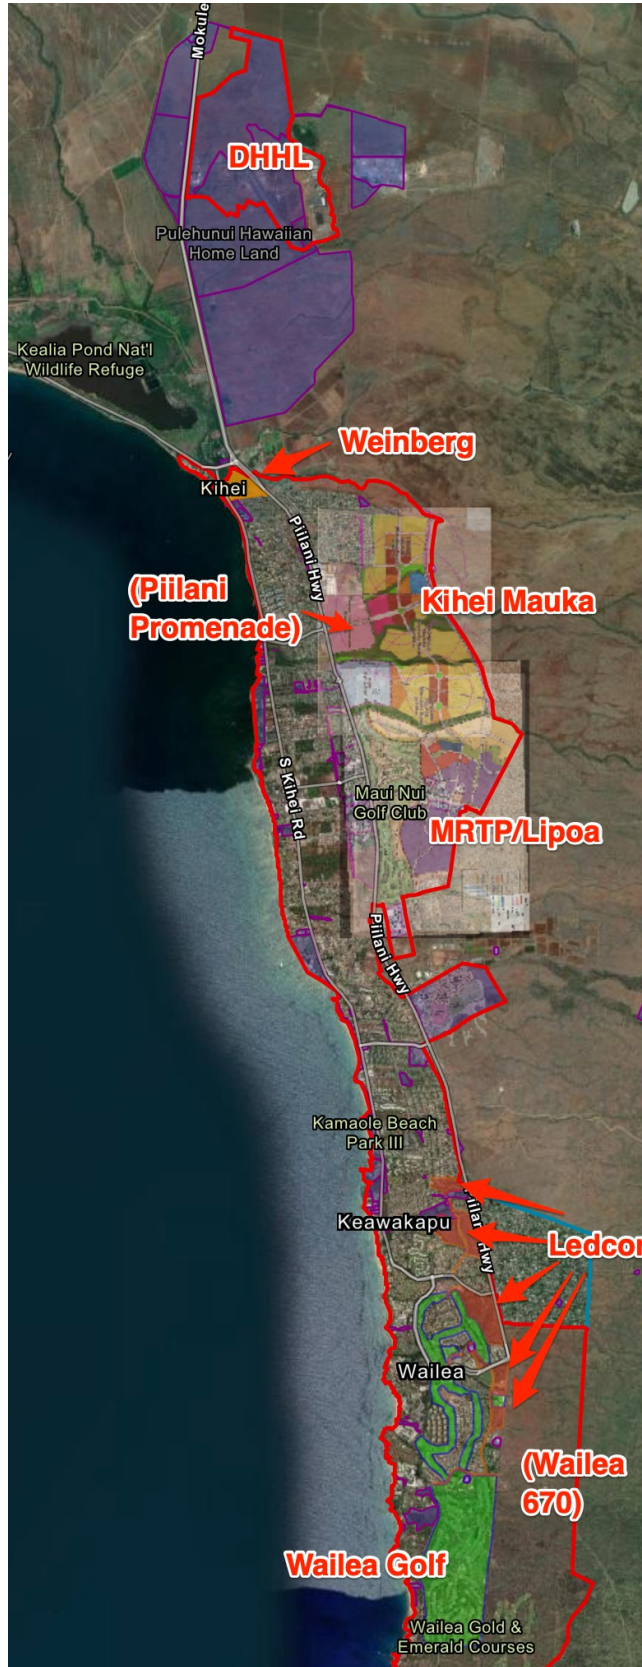 Mokule
DHHL
Pulehunui Hawaiian
Home Land
Kealia Pond Nat'l
Wildlife Refuge
Weinberg
Kihei
Piilani Hwy
(Piilani
Promenade)
Kihei Mauka
S Kihei Rd
Maui Nui
Golf Club
MRTP/Lipoa
Piilani Hwy
Kamaole Beach
Park III
Keawakapu
Piilani Hwy
Ledcor
Wailea
(Wailea
670)
Wailea Golf
Wailea Gold &
Emerald Courses